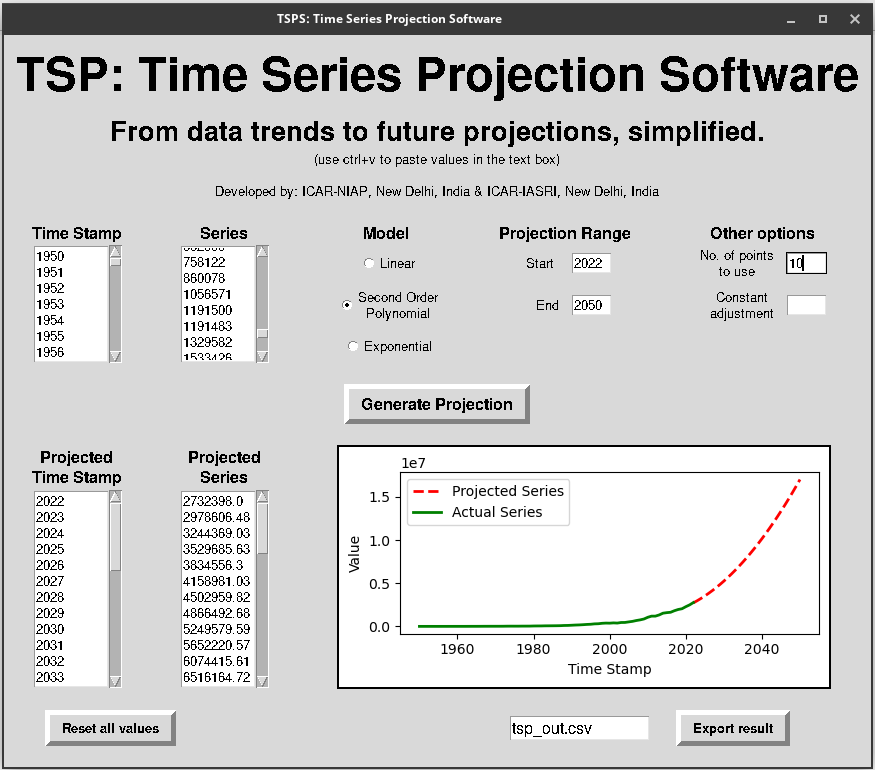 TSPS: Time Series Projection Software
TSP: Time Series Projection Software
From data trends to future projections, simplified.
(use ctrl+v to paste values in the text box)
Developed by: ICAR-NIAP, New Delhi, India & ICAR-IASRI, New Delhi, India
Time Stamp
1950
1951
1952
1953
1954
1955
1956
Series
758122
860078
1056571
1191500
1191483
1329582
1533426
Model
Linear
Second Order
Polynomial
Exponential
Projection Range
Start 2022
End 2050
Other options
No. of points
to use
10
Constant
adjustment
Generate Projection
Projected
Time Stamp
2022
2023
2024
2025
2026
2027
2028
2029
2030
2031
2032
2033
Projected
Series
2732398.0
2978606.48
3244369.03
3529685.63
3834556.3
4158981.03
4502959.82
4866492.68
5249579.59
5652220.57
6074415.61
6516164.72
1e7
Projected Series
Actual Series
Value
1.5
1.0
0.5
0.0
1960 1980 2000 2020 2040
Time Stamp
Reset all values
tsp_out.csv
Export result